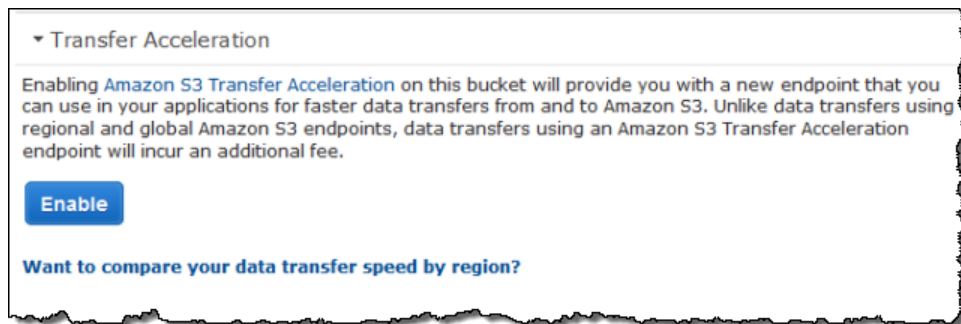 Transfer Acceleration
Enabling Amazon S3 Transfer Acceleration on this bucket will provide you with a new endpoint that you
can use in your applications for faster data transfers from and to Amazon S3. Unlike data transfers using
regional and global Amazon S3 endpoints, data transfers using an Amazon S3 Transfer Acceleration
endpoint will incur an additional fee.
Enable
Want to compare your data transfer speed by region?